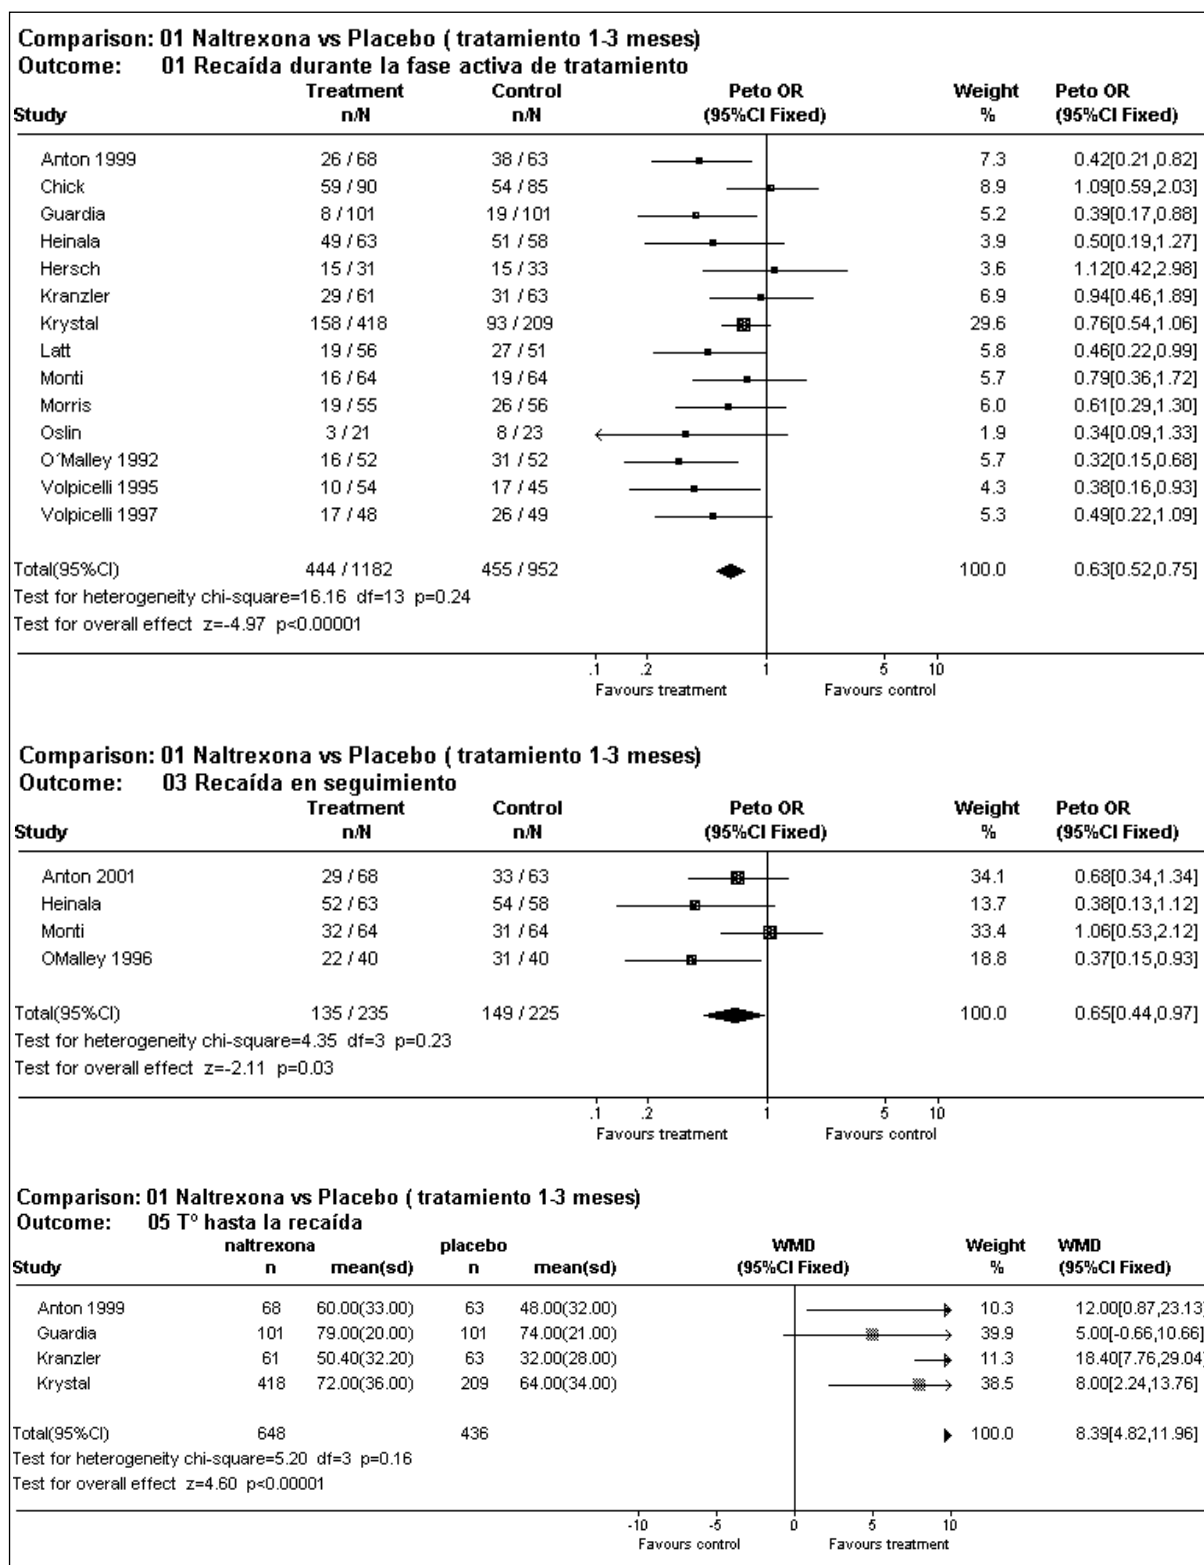 Comparison: 01 Naltrexona vs Placebo ( tratamiento 1-3 meses)
Outcome: 01 Recaída durante la fase activa de tratamiento
Treatment Control Peto OR Weight Peto OR
Study n/N n/N (95%CI Fixed) % (95%CI Fixed)
Anton 1999 26 / 68 38 / 63 7.3 0.42[0.21,0.82]
Chick 59 / 90 54 / 85 8.9 1.09[0.59,2.03]
Guardia 8 / 101 19 / 101 5.2 0.39[0.17,0.88]
Heinala 49 / 63 51 / 58 3.9 0.50[0.19,1.27]
Hersch 15 / 31 15 / 33 3.6 1.12[0.42,2.98]
Kranzler 29 / 61 31 / 63 6.9 0.94[0.46,1.89]
Krystal 158 / 418 93 / 209 29.6 0.76[0.54,1.06]
Latt 19 / 56 27 / 51 5.8 0.46[0.22,0.99]
Monti 16 / 64 19 / 64 5.7 0.79[0.36,1.72]
Morris 19 / 55 26 / 56 6.0 0.61[0.29,1.30]
Oslin 3 / 21 8 / 23 1.9 0.34[0.09,1.33]
O´Malley 1992 16 / 52 31 / 52 5.7 0.32[0.15,0.68]
Volpicelli 1995 10 / 54 17 / 45 4.3 0.38[0.16,0.93]
Volpicelli 1997 17 / 48 26 / 49 5.3 0.49[0.22,1.09]
Total(95%CI) 444 / 1182 455 / 952 100.0 0.63[0.52,0.75]
Test for heterogeneity chi-square=16.16 df=13 p=0.24
Test for overall effect z=-4.97 p<0.00001
.1 .2 1 5 10
Favours treatment Favours control
Comparison: 01 Naltrexona vs Placebo ( tratamiento 1-3 meses)
Outcome: 03 Recaída en seguimiento
Treatment Control Peto OR Weight Peto OR
Study n/N n/N (95%CI Fixed) % (95%CI Fixed)
Anton 2001 29 / 68 33 / 63 34.1 0.68[0.34,1.34]
Heinala 52 / 63 54 / 58 13.7 0.38[0.13,1.12]
Monti 32 / 64 31 / 64 33.4 1.06[0.53,2.12]
OMalley 1996 22 / 40 31 / 40 18.8 0.37[0.15,0.93]
Total(95%CI) 135 / 235 149 / 225 100.0 0.65[0.44,0.97]
Test for heterogeneity chi-square=4.35 df=3 p=0.23
Test for overall effect z=-2.11 p=0.03
.1 .2 1 5 10
Favours treatment Favours control
Comparison: 01 Naltrexona vs Placebo ( tratamiento 1-3 meses)
Outcome: 05 Tº hasta la recaída
naltrexona placebo WMD Weight WMD
Study n mean(sd) n mean(sd) (95%CI Fixed) % (95%CI Fixed)
Anton 1999 68 60.00(33.00) 63 48.00(32.00) 10.3 12.00[0.87,23.13]
Guardia 101 79.00(20.00) 101 74.00(21.00) 39.9 5.00[-0.66,10.66]
Kranzler 61 50.40(32.20) 63 32.00(28.00) 11.3 18.40[7.76,29.04]
Krystal 418 72.00(36.00) 209 64.00(34.00) 38.5 8.00[2.24,13.76]
Total(95%CI) 648 436 100.0 8.39[4.82,11.96]
Test for heterogeneity chi-square=5.20 df=3 p=0.16
Test for overall effect z=4.60 p<0.00001
-10 -5 0 5 10
Favours control Favours treatment